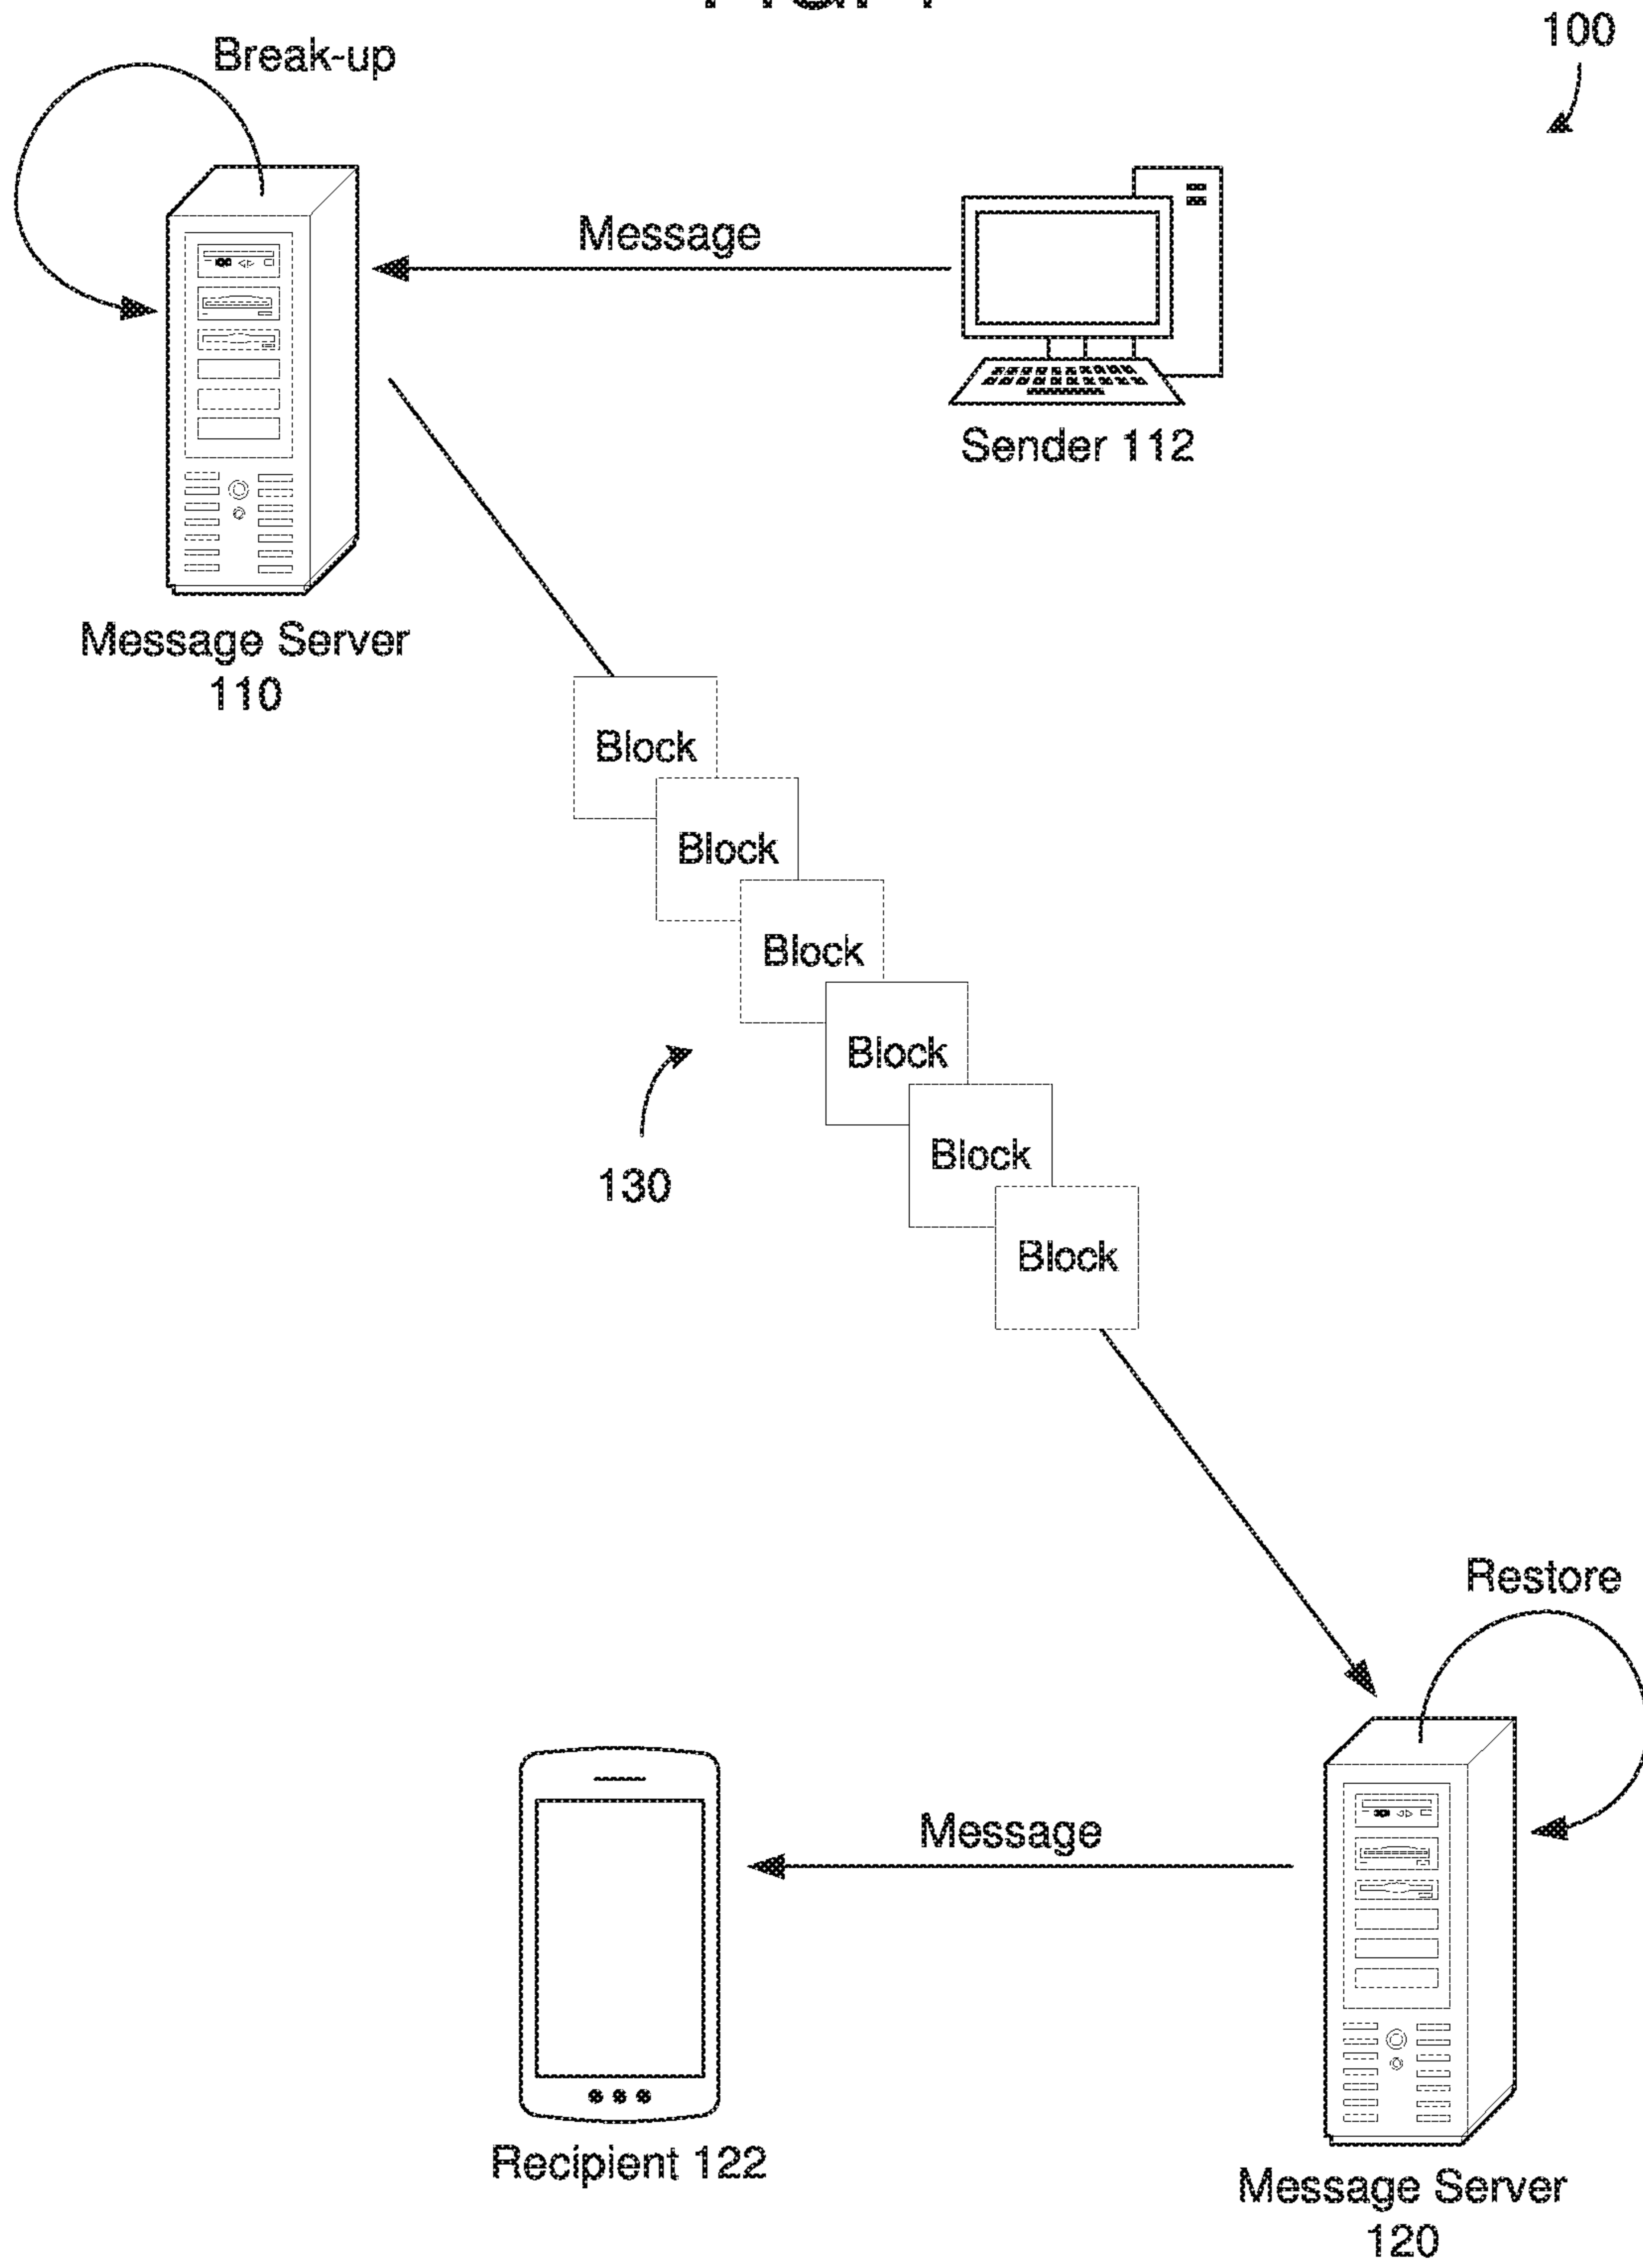 100
Break-up
Message
Sender 112
Message Server
110
Block
Block
Block
Block
130
Block
Block
Restore
Message
Recipient 122
Message Server
120